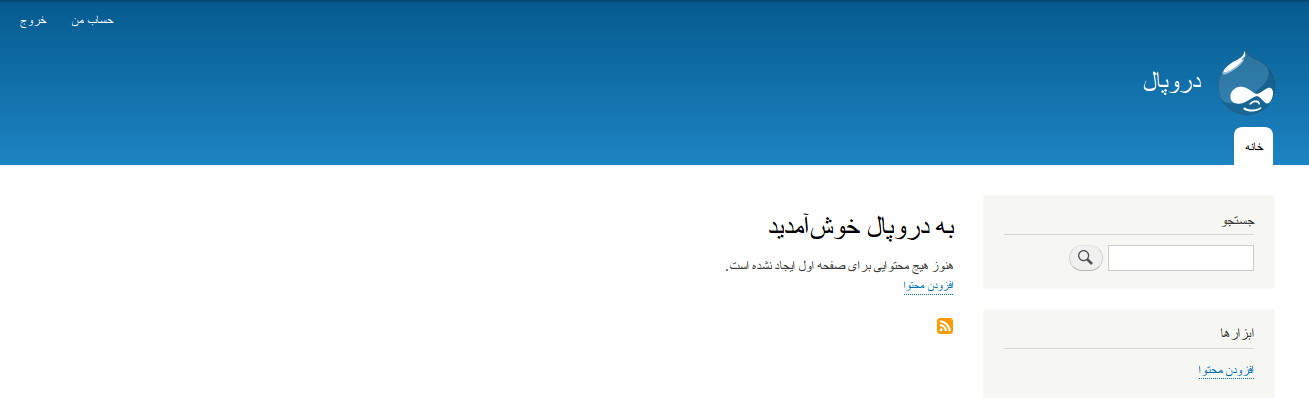 حساب من
خروج
دروپال
خانه
جستجو
به دروپال خوش‌آمدید
هنوز هیچ محتوایی برای صفحه اول ایجاد نشده است.
افزودن محتوا
ابزارها
افزودن محتوا